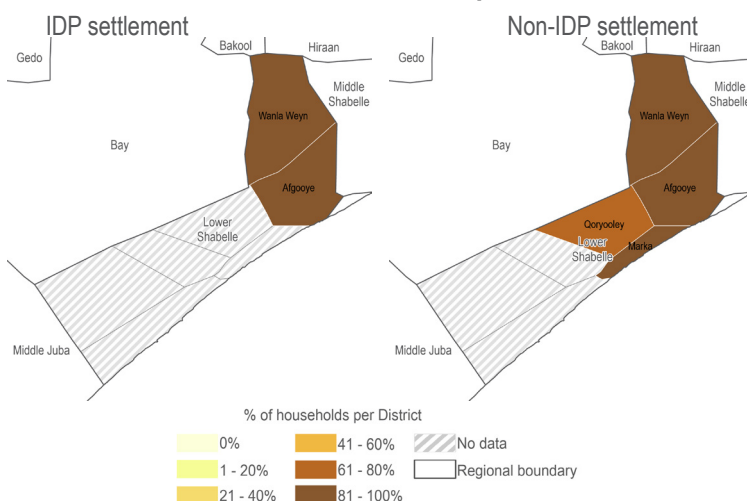 IDP settlement
Non-IDP settlement
Gedo
Bakool
Hiraan
Middle
Shabelle
Wanla Weyn
Bay
Afgooye
Lower
Shabelle
Middle Juba
Gedo
Bakool
Hiraan
Middle
Shabelle
Wanla Weyn
Bay
Afgooye
Qoryooley
Lower
Shabelle
Marka
Middle Juba
% of households per District
0%
1 - 20%
21 - 40%
41 - 60%
61 - 80%
81 - 100%
No data
Regional boundary